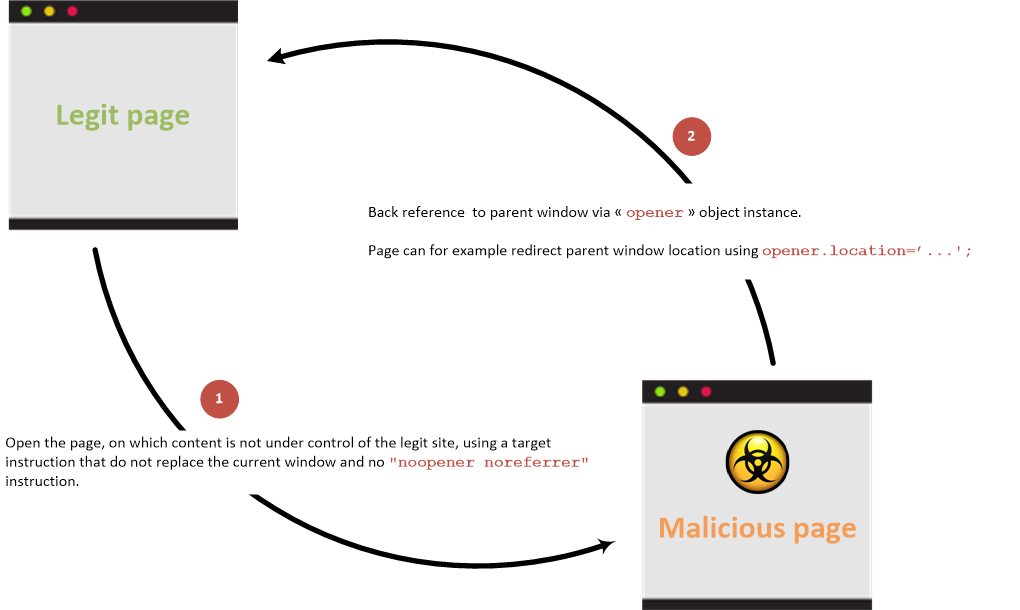 Legit page
2
Back reference  to parent window via « opener » object instance.
Page can for example redirect parent window location using opener.location=’...';
1
Open the page, on which content is not under control of the legit site, using a target
instruction that do not replace the current window and no "noopener noreferrer"
instruction.
Malicious page